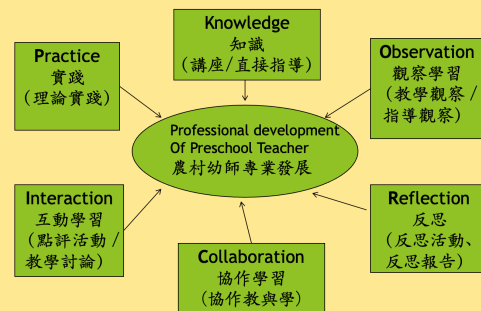 Knowledge
知識
（講座/直接指導）
Practice
實踐
（理論實踐）
Observation
觀察學習
（教學觀察/
指導觀察）
Professional development
Of Preschool Teacher
農村幼師專業發展
Interaction
互動學習
（點評活動/
教學討論）
Collaboration
協作學習
（協作教與學）
Reflection
反思
（反思活動、
反思報告）